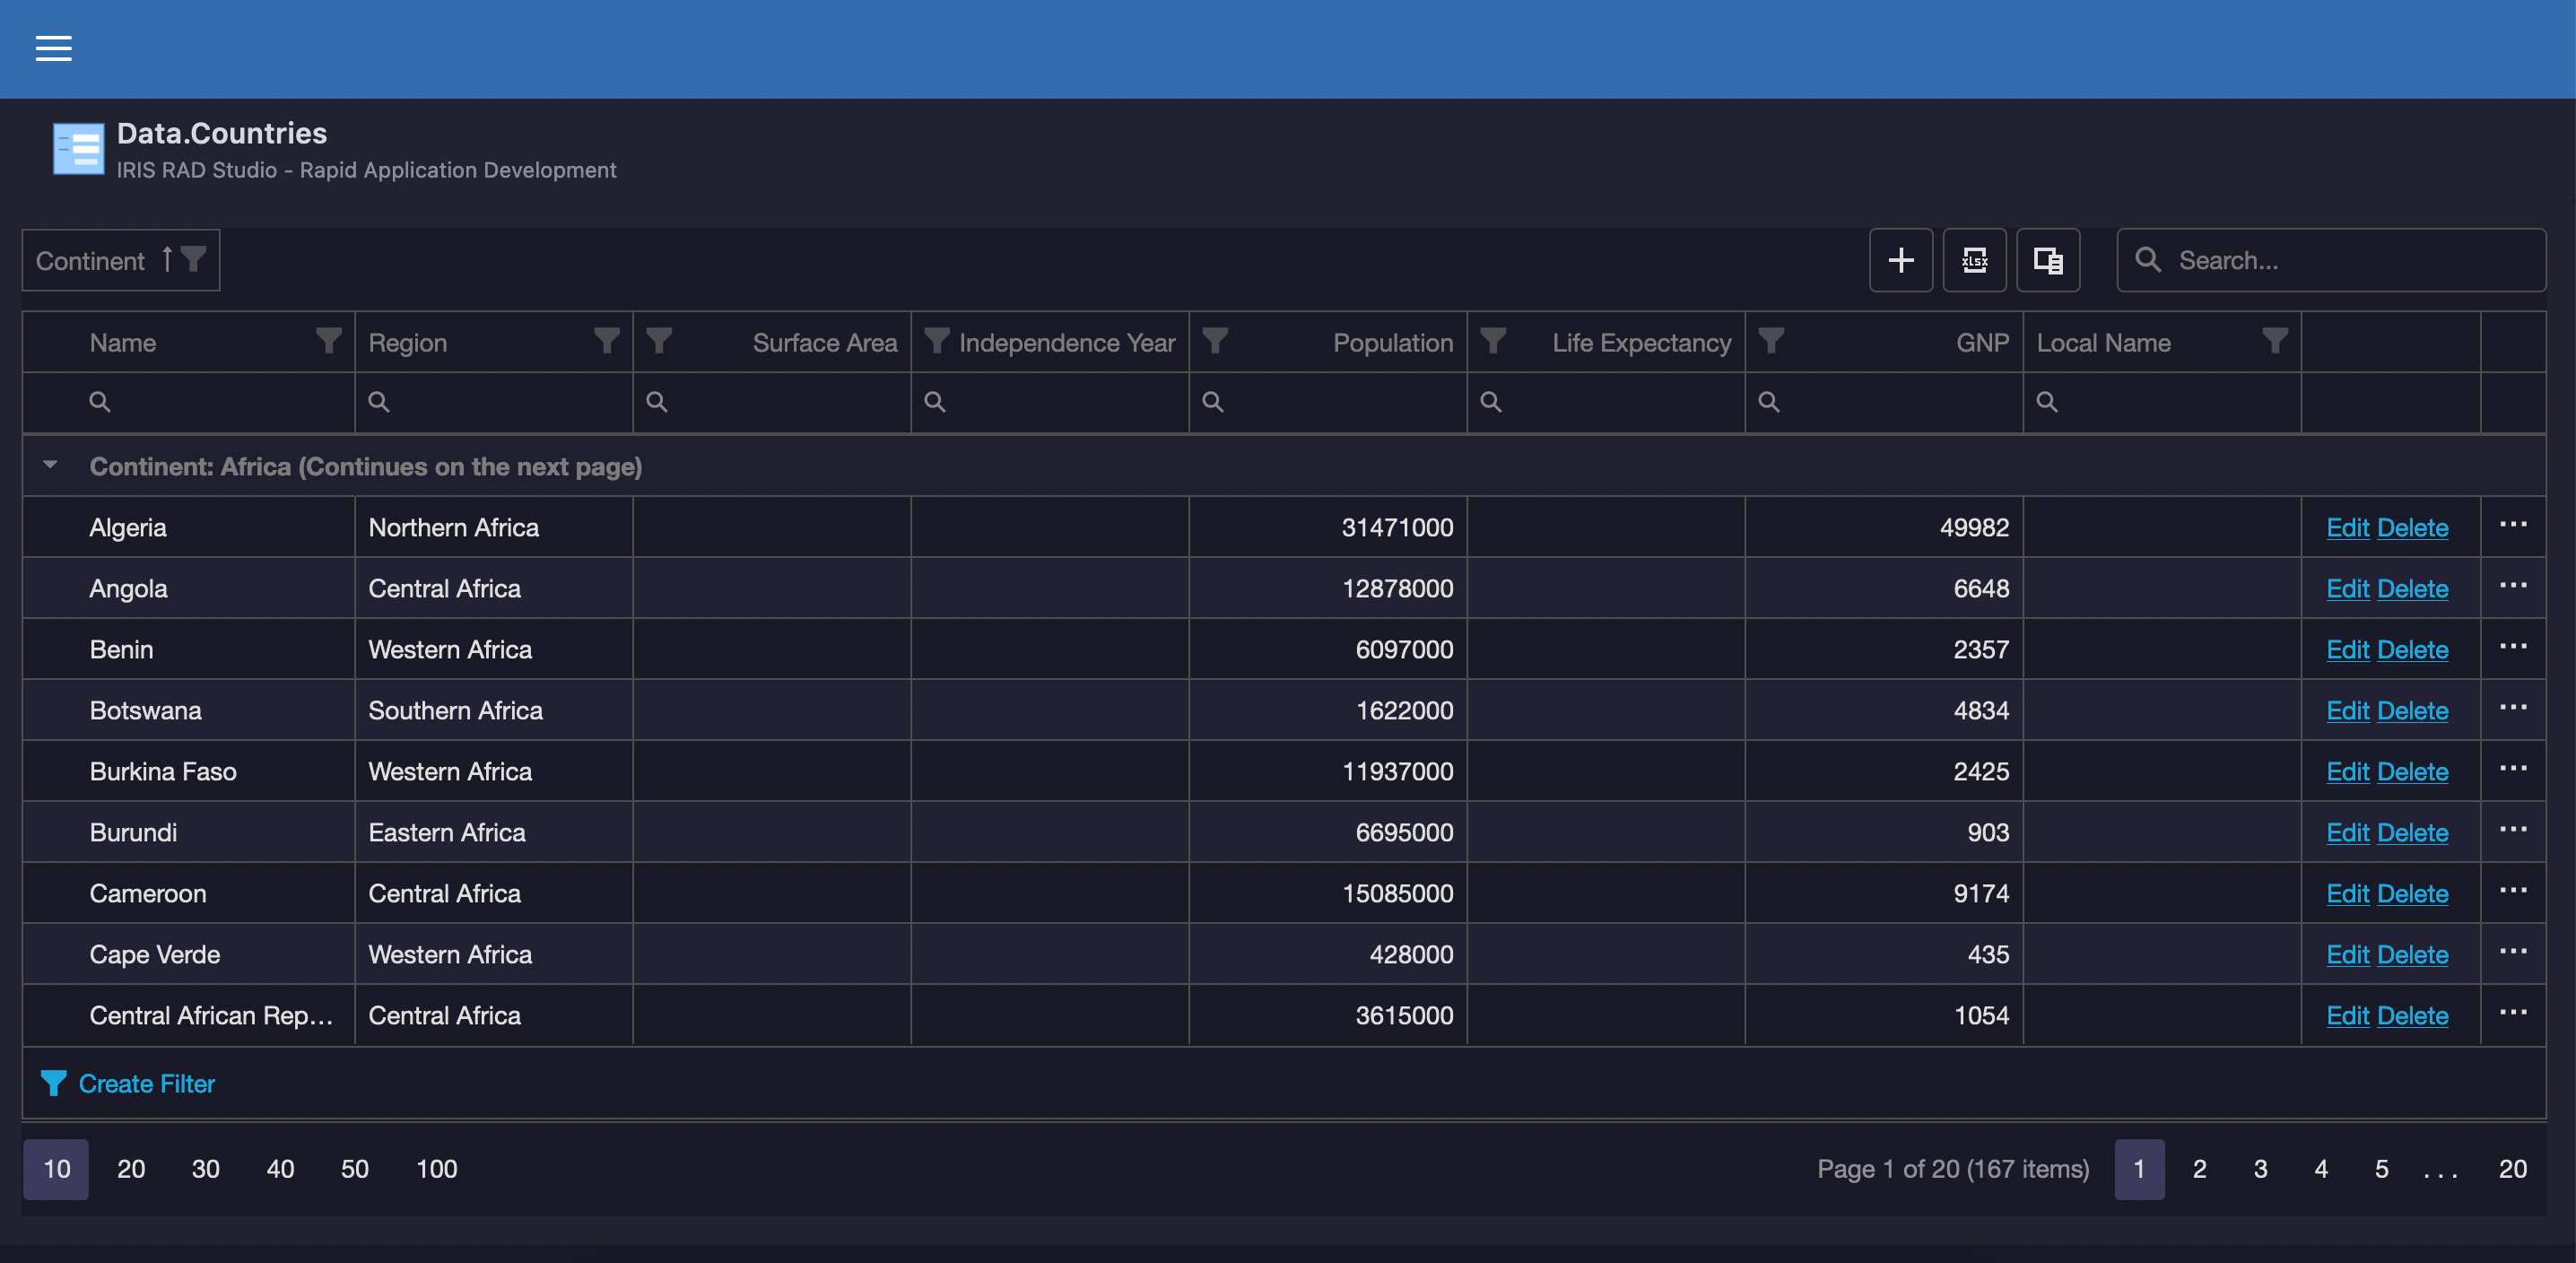 Data.Countries
IRIS RAD Studio - Rapid Application Development
Continent
xlsx
Search...
Name Region Surface Area Independence Year Population Life Expectancy GNP Local Name
Continent: Africa (Continues on the next page)
Algeria Northern Africa 31471000 49982 Edit Delete ...
Angola Central Africa 12878000 6648 Edit Delete ...
Benin Western Africa 6097000 2357 Edit Delete ...
Botswana Southern Africa 1622000 4834 Edit Delete ...
Burkina Faso Western Africa 11937000 2425 Edit Delete ...
Burundi Eastern Africa 6695000 903 Edit Delete ...
Cameroon Central Africa 15085000 9174 Edit Delete ...
Cape Verde Western Africa 428000 435 Edit Delete ...
Central African Rep... Central Africa 3615000 1054 Edit Delete ...
Create Filter
10 20 30 40 50 100 Page 1 of 20 (167 items) 1 2 3 4 5 . . . 20